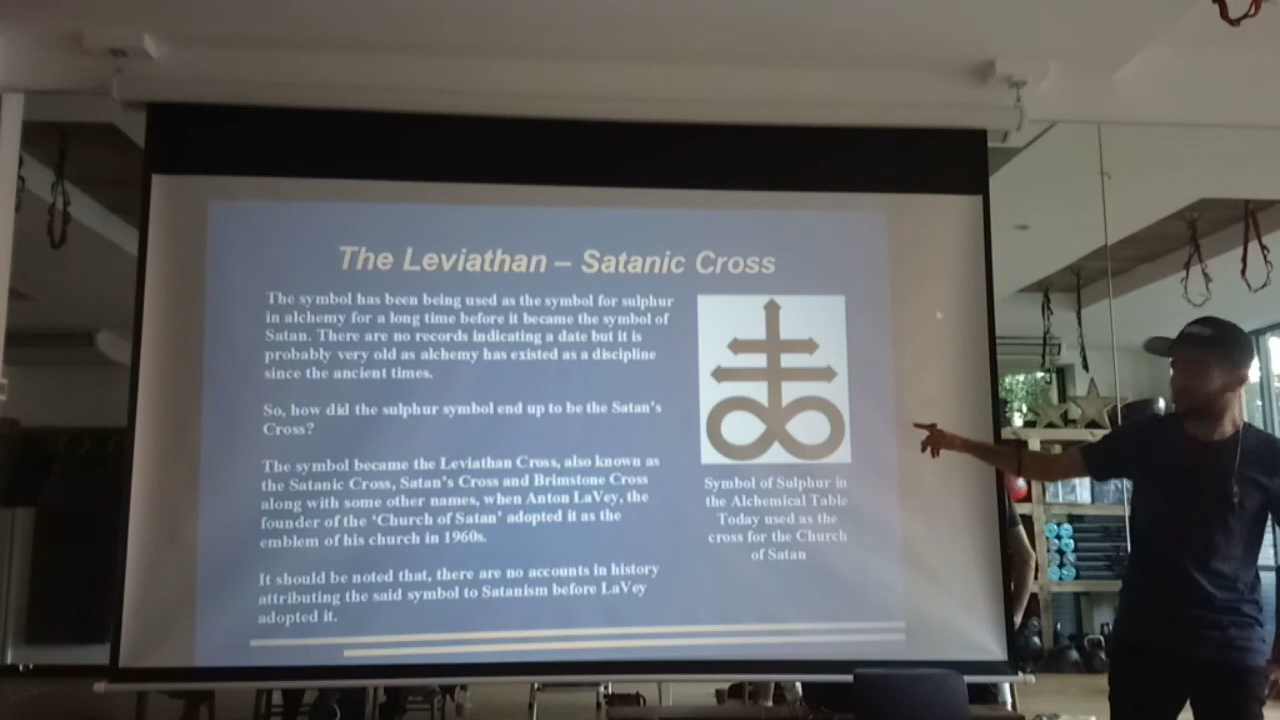 The Leviathan – Satanic Cross
The symbol has been being used as the symbol for sulphur
in alchemy for a long time before it became the symbol of
Satan. There are no records indicating a date but it is
probably very old as alchemy has existed as a discipline
since the ancient times.
So, how did the sulphur symbol end up to be the Satan's
Cross?
The symbol became the Leviathan Cross, also known as
the Satanic Cross, Satan's Cross and Brimstone Cross
along with some other names, when Anton LaVey, the
founder of the 'Church of Satan' adopted it as the
emblem of his church in 1960s.
It should be noted that, there are no accounts in history
attributing the said symbol to Satanism before LaVey
adopted it.
Symbol of Sulphur in
the Alchemical Table
Today used as the
cross for the Church
of Satan